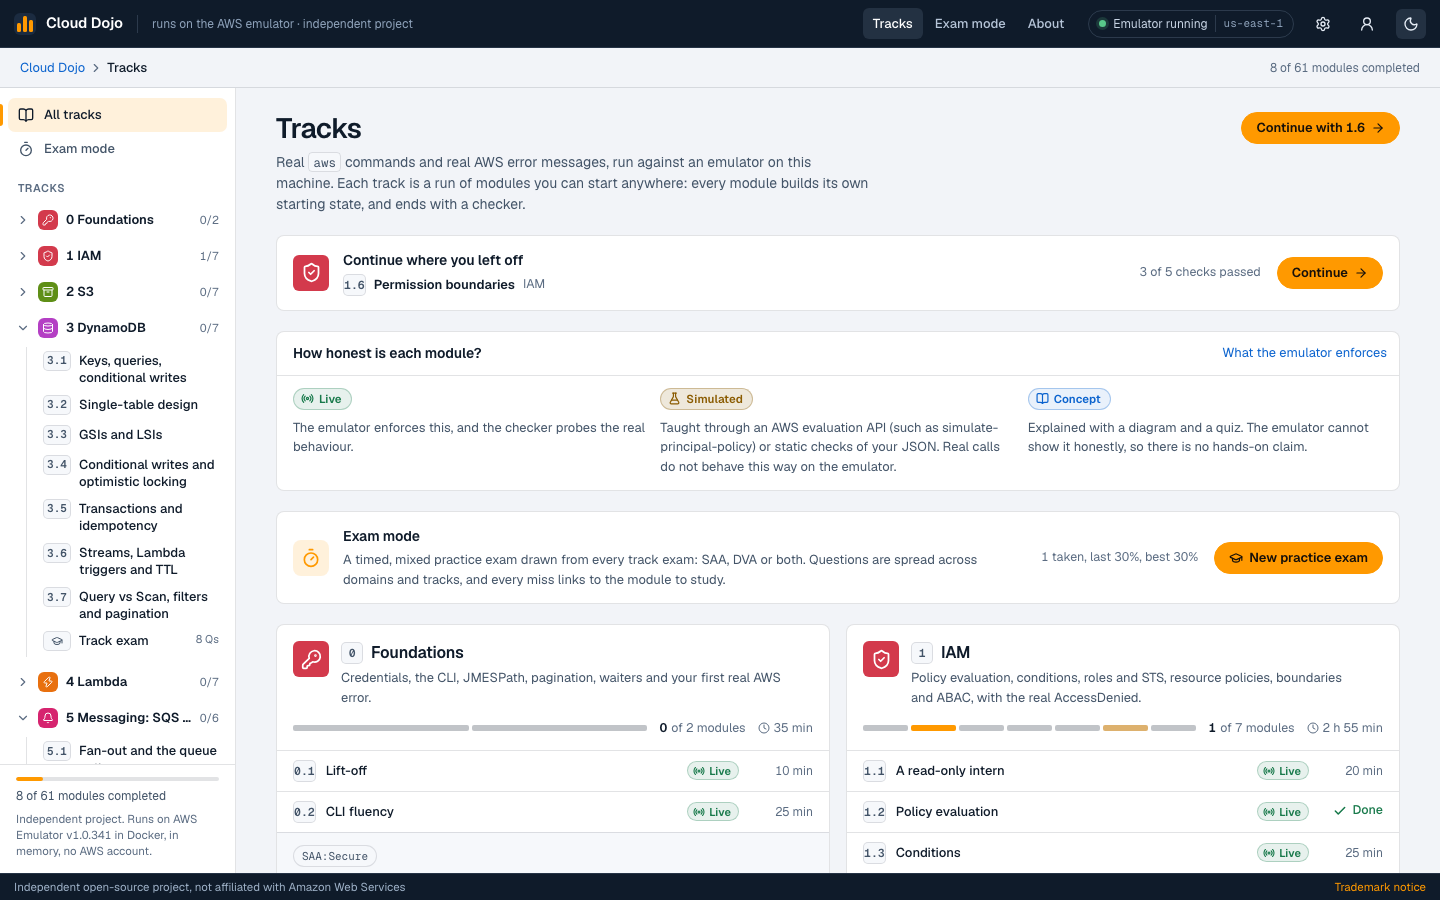 Cloud Dojo
runs on the AWS emulator · independent project
Tracks
Exam mode
About
Emulator running
us-east-1
Cloud Dojo > Tracks
8 of 61 modules completed
All tracks
Exam mode
TRACKS
0 Foundations 0/2
1 IAM 1/7
2 S3 0/7
3 DynamoDB 0/7
3.1 Keys, queries,
conditional writes
3.2 Single-table design
3.3 GSIs and LSIs
3.4 Conditional writes and
optimistic locking
3.5 Transactions and
idempotency
3.6 Streams, Lambda
triggers and TTL
3.7 Query vs Scan, filters
and pagination
Track exam 8 Qs
4 Lambda 0/7
5 Messaging: SQS ... 0/6
5.1 Fan-out and the queue
8 of 61 modules completed
Independent project. Runs on AWS
Emulator v1.0.341 in Docker, in
memory, no AWS account.
Tracks
Continue with 1.6
Real aws commands and real AWS error messages, run against an emulator on this
machine. Each track is a run of modules you can start anywhere: every module builds its own
starting state, and ends with a checker.
Continue where you left off
1.6 Permission boundaries IAM
3 of 5 checks passed
Continue
How honest is each module?
What the emulator enforces
Live
The emulator enforces this, and the checker probes the real
behaviour.
Simulated
Taught through an AWS evaluation API (such as simulate-
principal-policy) or static checks of your JSON. Real calls
do not behave this way on the emulator.
Concept
Explained with a diagram and a quiz. The emulator cannot
show it honestly, so there is no hands-on claim.
Exam mode
A timed, mixed practice exam drawn from every track exam: SAA, DVA or both. Questions are spread across
domains and tracks, and every miss links to the module to study.
1 taken, last 30%, best 30%
New practice exam
0 Foundations
Credentials, the CLI, JMESPath, pagination, waiters and your first real AWS
error.
0 of 2 modules 35 min
0.1 Lift-off Live 10 min
0.2 CLI fluency Live 25 min
SAA:Secure
1 IAM
Policy evaluation, conditions, roles and STS, resource policies, boundaries
and ABAC, with the real AccessDenied.
1 of 7 modules 2 h 55 min
1.1 A read-only intern Live 20 min
1.2 Policy evaluation Live Done
1.3 Conditions Live 25 min
Independent open-source project, not affiliated with Amazon Web Services
Trademark notice